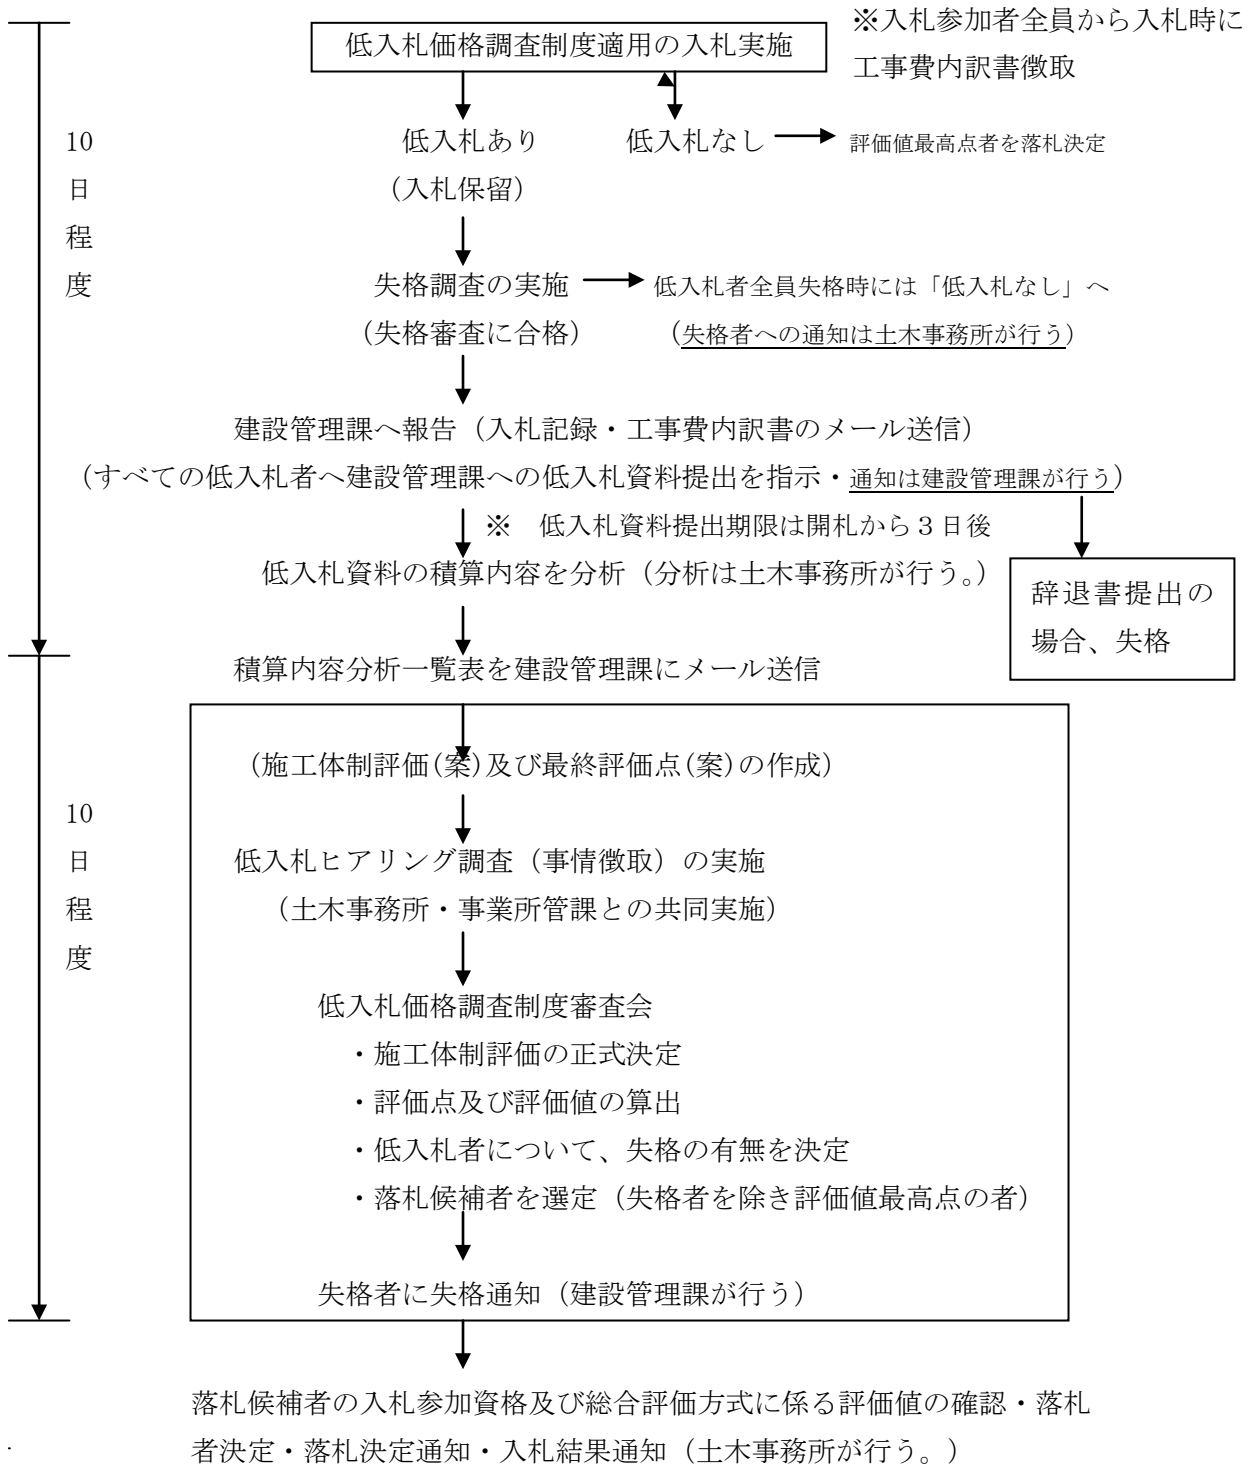 ※入札参加者全員から入札時に
工事費内訳書徴取
低入札価格調査制度適用の入札実施
10
日
程
度
低入札あり
低入札なし
評価値最高点者を落札決定
(入札保留)
失格調査の実施
低入札者全員失格時には「低入札なし」へ
(失格審査に合格)
(失格者への通知は土木事務所が行う)
建設管理課へ報告（入札記録・工事費内訳書のメール送信）
(すべての低入札者へ建設管理課への低入札資料提出を指示・通知は建設管理課が行う)
※　低入札資料提出期限は開札から３日後
低入札資料の積算内容を分析（分析は土木事務所が行う。）
辞退書提出の
場合、失格
積算内容分析一覧表を建設管理課にメール送信
10
日
程
度
(施工体制評価(案)及び最終評価点(案)の作成)
低入札ヒアリング調査（事情徴取）の実施
(土木事務所・事業所管課との共同実施)
低入札価格調査制度審査会
・施工体制評価の正式決定
・評価点及び評価値の算出
・低入札者について、失格の有無を決定
・落札候補者を選定（失格者を除き評価値最高点の者）
失格者に失格通知（建設管理課が行う）
落札候補者の入札参加資格及び総合評価方式に係る評価値の確認・落札
者決定・落札決定通知・入札結果通知（土木事務所が行う。）